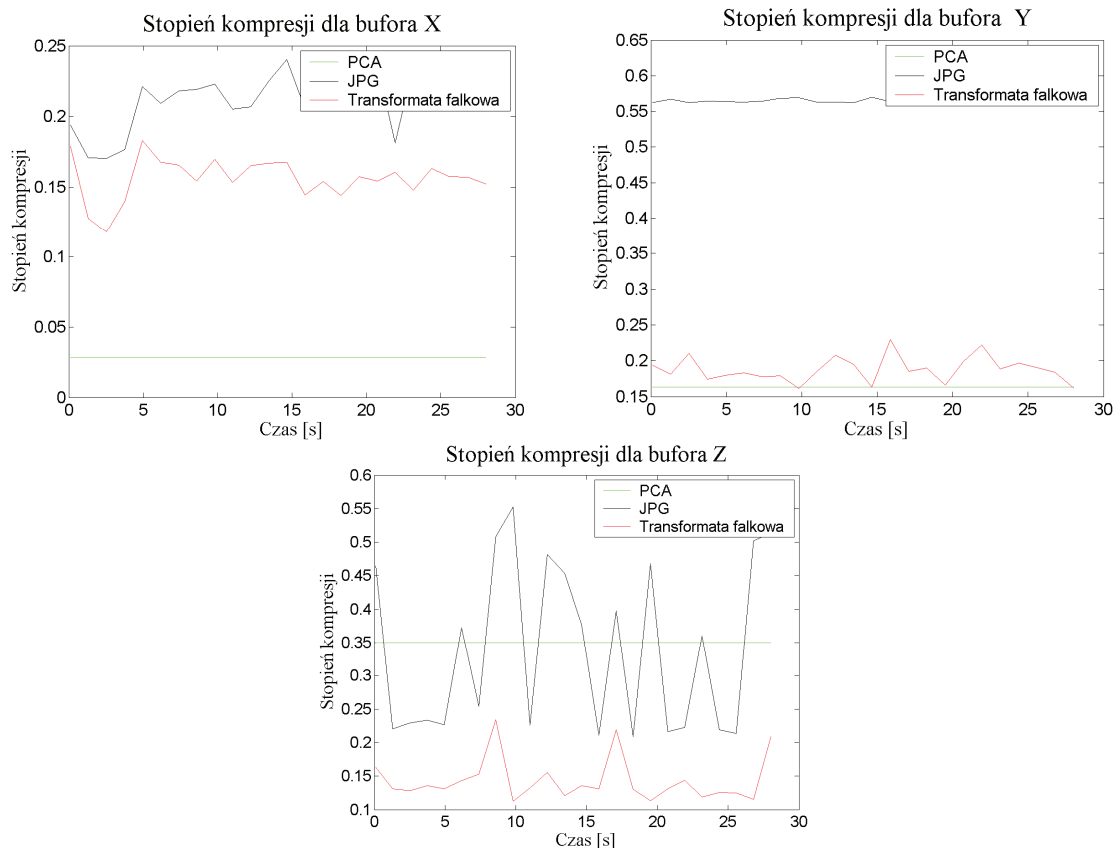 Stopień kompresji dla bufora X
0.25
0.2
0.15
0.1
0.05
0
Stopień kompresji
PCA
JPG
Transformata falkowa
0 5 10 15 20 25 30
Czas [s]
Stopień kompresji dla bufora Y
0.65
0.6
0.55
0.5
0.45
0.4
0.35
0.3
0.25
0.2
0.15
Stopień kompresji
PCA
JPG
Transformata falkowa
0 5 10 15 20 25 30
Czas [s]
Stopień kompresji dla bufora Z
0.6
0.55
0.5
0.45
0.4
0.35
0.3
0.25
0.2
0.15
0.1
Stopień kompresji
PCA
JPG
Transformata falkowa
0 5 10 15 20 25 30
Czas [s]